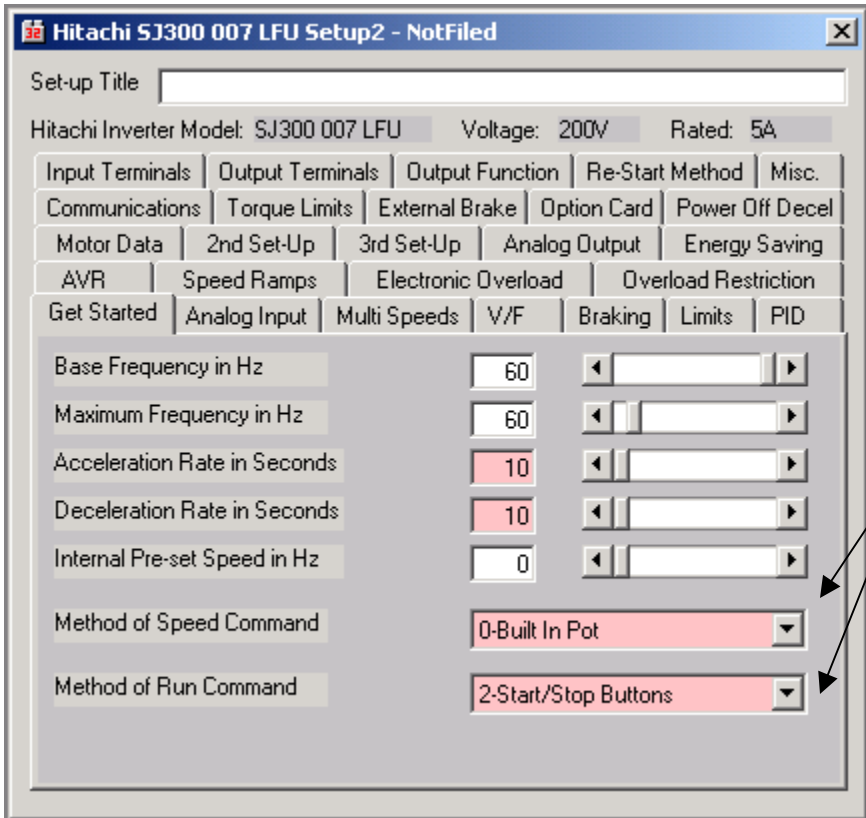 Hitachi SJ300 007 LFU Setup2 - NotFiled
Set-up Title
Hitachi Inverter Model: SJ300 007 LFU Voltage: 200V Rated: 5A
Input Terminals Output Terminals Output Function Re-Start Method Misc.
Communications Torque Limits External Brake Option Card Power Off Decel
Motor Data 2nd Set-Up 3rd Set-Up Analog Output Energy Saving
AVR Speed Ramps Electronic Overload Overload Restriction
Get Started Analog Input Multi Speeds V/F Braking Limits PID
Base Frequency in Hz 60
Maximum Frequency in Hz 60
Acceleration Rate in Seconds 10
Deceleration Rate in Seconds 10
Internal Pre-set Speed in Hz 0
Method of Speed Command 0-Built In Pot
Method of Run Command 2-Start/Stop Buttons